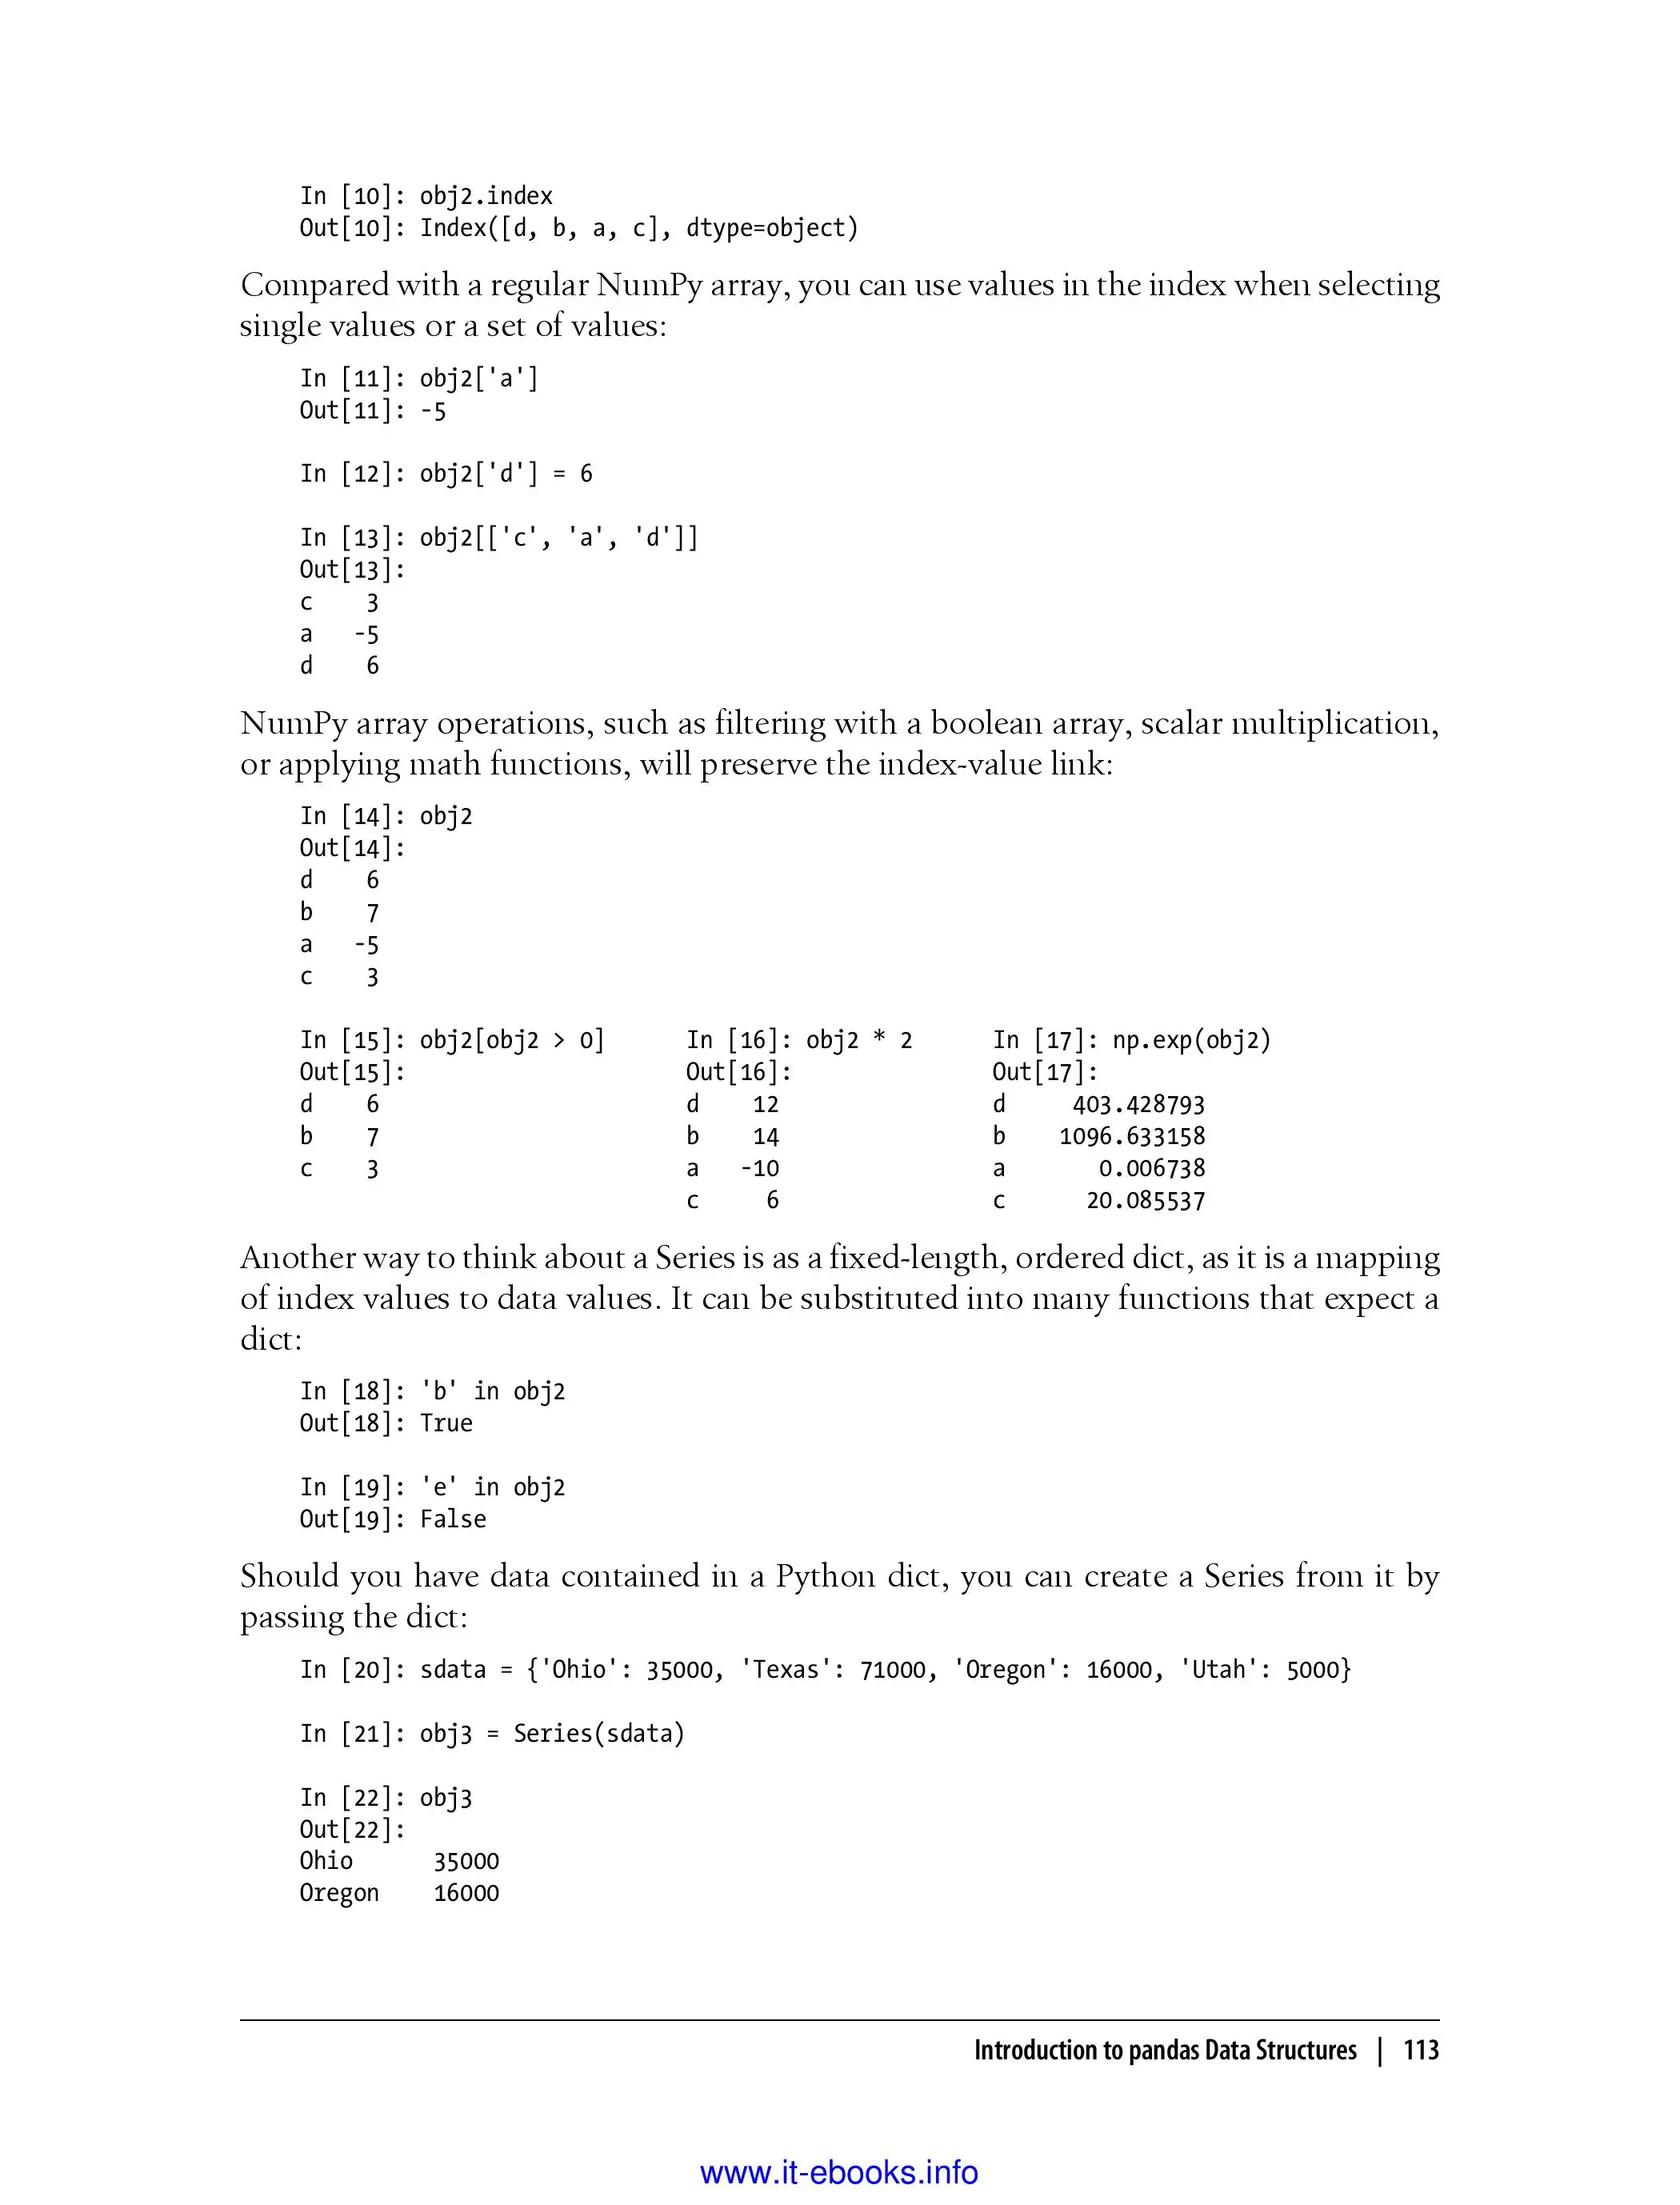 In [10]: obj2.index
Out[10]: Index([d, b, a, c], dtype=object)
Compared with a regular NumPy array, you can use values in the index when selecting
single values or a set of values:
In [11]: obj2['a']
Out[11]: -5
In [12]: obj2['d'] = 6
In [13]: obj2[['c', 'a', 'd']]
Out[13]:
c    3
a   -5
d    6
NumPy array operations, such as filtering with a boolean array, scalar multiplication,
or applying math functions, will preserve the index-value link:
In [14]: obj2
Out[14]:
d    6
b    7
a   -5
c    3
In [15]: obj2[obj2 > 0]      In [16]: obj2 * 2      In [17]: np.exp(obj2)
Out[15]:                     Out[16]:               Out[17]:
d    6                       d    12                d     403.428793
b    7                       b    14                b    1096.633158
c    3                       a   -10                a       0.006738
                             c     6                c      20.085537
Another way to think about a Series is as a fixed-length, ordered dict, as it is a mapping
of index values to data values. It can be substituted into many functions that expect a
dict:
In [18]: 'b' in obj2
Out[18]: True
In [19]: 'e' in obj2
Out[19]: False
Should you have data contained in a Python dict, you can create a Series from it by
passing the dict:
In [20]: sdata = {'Ohio': 35000, 'Texas': 71000, 'Oregon': 16000, 'Utah': 5000}
In [21]: obj3 = Series(sdata)
In [22]: obj3
Out[22]:
Ohio      35000
Oregon    16000
Introduction to pandas Data Structures | 113
www.it-ebooks.info